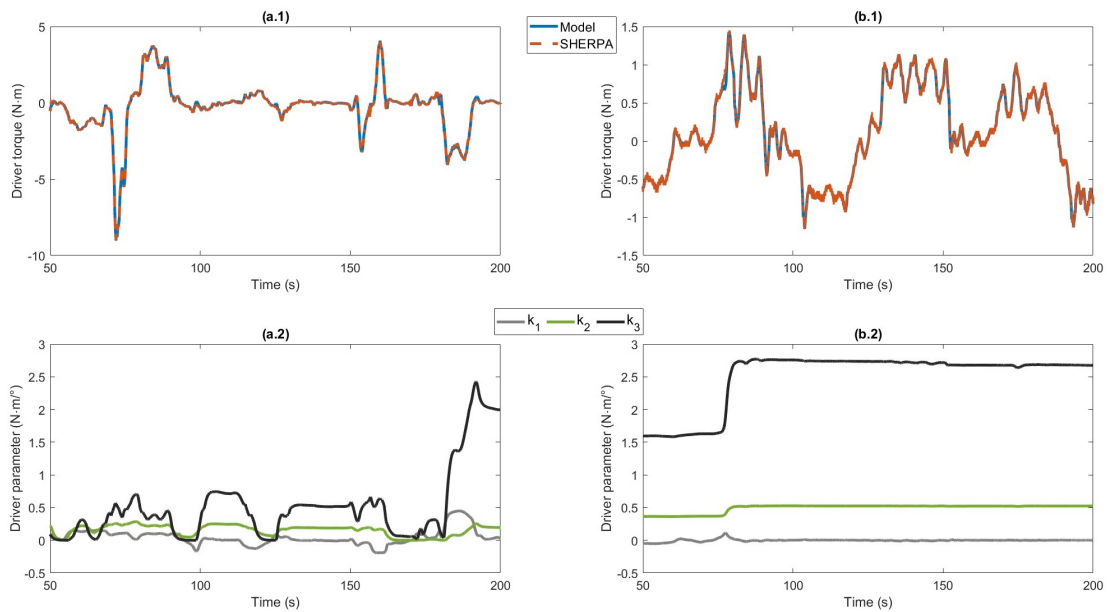 (a.1)
5
0
-5
-10
Driver torque (N·m)
50
100
150
200
Time (s)
Model
SHERPA
(b.1)
1.5
1
0.5
0
-0.5
-1
-1.5
Driver torque (N·m)
50
100
150
200
Time (s)
k1
k2
k3
(a.2)
3
2.5
2
1.5
1
0.5
0
-0.5
Driver parameter (N·m/°)
50
100
150
200
Time (s)
(b.2)
3
2.5
2
1.5
1
0.5
0
-0.5
Driver parameter (N·m/°)
50
100
150
200
Time (s)